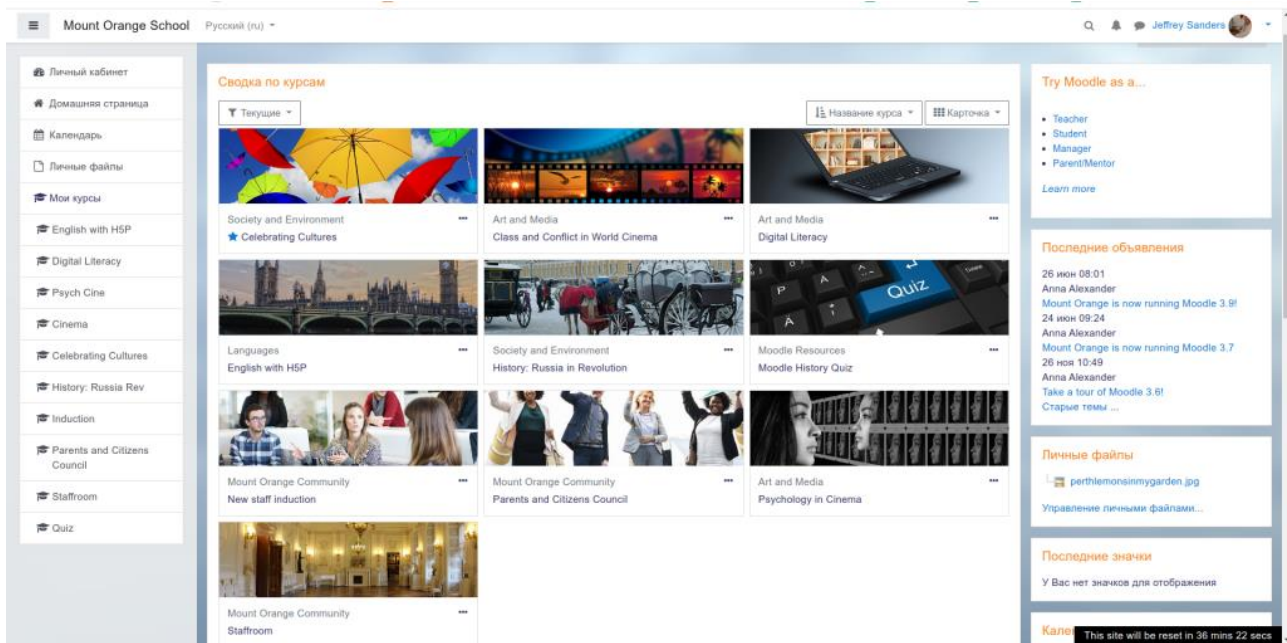 Mount Orange School Русский (ru)
Jeffrey Sanders
Личный кабинет
Домашняя страница
Календарь
Личные файлы
Мои курсы
English with H5P
Digital Literacy
Psych Cine
Cinema
Celebrating Cultures
History: Russia Rev
Induction
Parents and Citizens
Council
Staffroom
Quiz
Сводка по курсам
Текущие
Название курса
Карточка
Society and Environment
Celebrating Cultures
Art and Media
Class and Conflict in World Cinema
Art and Media
Digital Literacy
Quiz
Languages
English with H5P
Society and Environment
History: Russia in Revolution
Moodle Resources
Moodle History Quiz
Mount Orange Community
New staff induction
Mount Orange Community
Parents and Citizens Council
Art and Media
Psychology in Cinema
Mount Orange Community
Staffroom
Try Moodle as a...
Teacher
Student
Manager
Parent/Mentor
Learn more
Последние объявления
26 июн 08:01
Anna Alexander
Mount Orange is now running Moodle 3.9!
24 июн 09:24
Anna Alexander
Mount Orange is now running Moodle 3.7
26 ноя 10:49
Anna Alexander
Take a tour of Moodle 3.6!
Старые темы ...
Личные файлы
perthlemonsinmygarden.jpg
Управление личными файлами...
Последние значки
У Вас нет значков для отображения
This site will be reset in 36 mins 22 secs